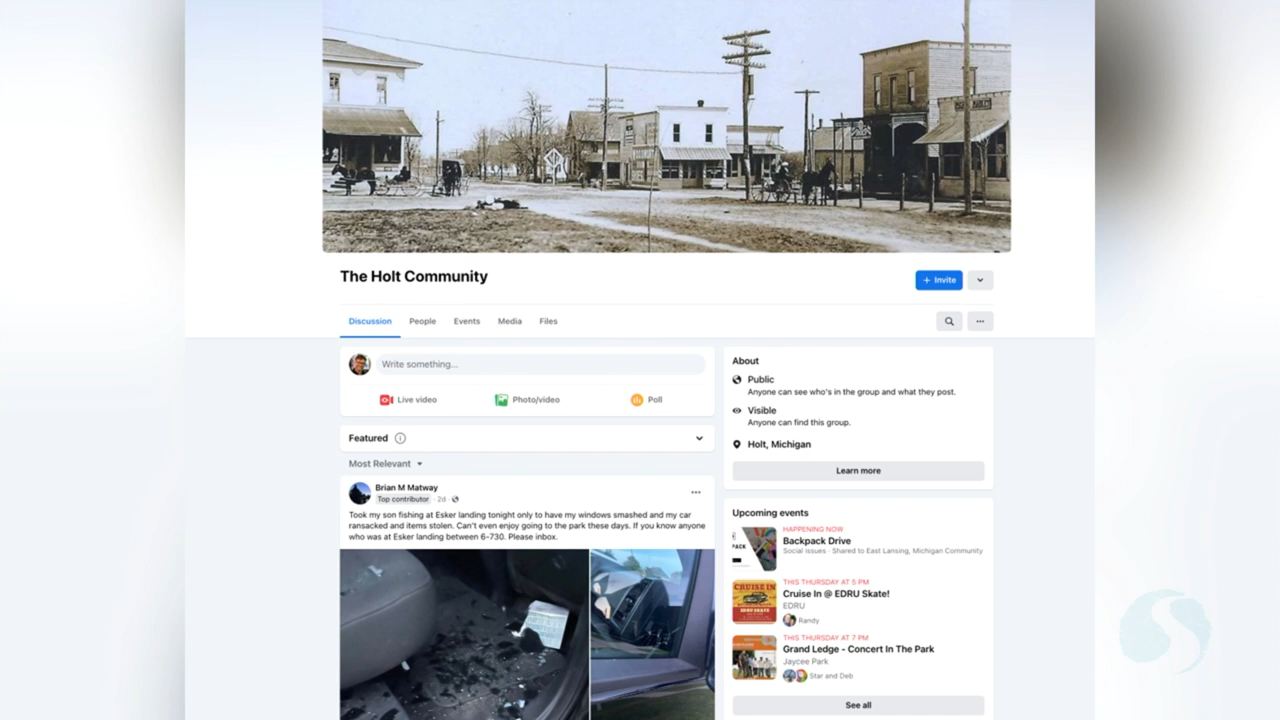 The Holt Community
+ Invite
Discussion People Events Media Files
Write something...
Live video Photo/video Poll
Featured
Most Relevant
Brian M Matway
Top contributor · 2d ·
Took my son fishing at Esker landing tonight only to have my windows smashed and my car
ransacked and items stolen. Can't even enjoy going to the park these days. If you know anyone
who was at Esker landing between 6-730. Please inbox.
About
Public
Anyone can see who's in the group and what they post.
Visible
Anyone can find this group.
Holt, Michigan
Learn more
Upcoming events
PACK
HAPPENING NOW
Backpack Drive
Social issues · Shared to East Lansing, Michigan Community
CRUISE IN
EDRU SKATE
THIS THURSDAY AT 5 PM
Cruise In @ EDRU Skate!
EDRU
Randy
THIS THURSDAY AT 7 PM
Grand Ledge - Concert In The Park
Jaycee Park
Star and Deb
See all
S